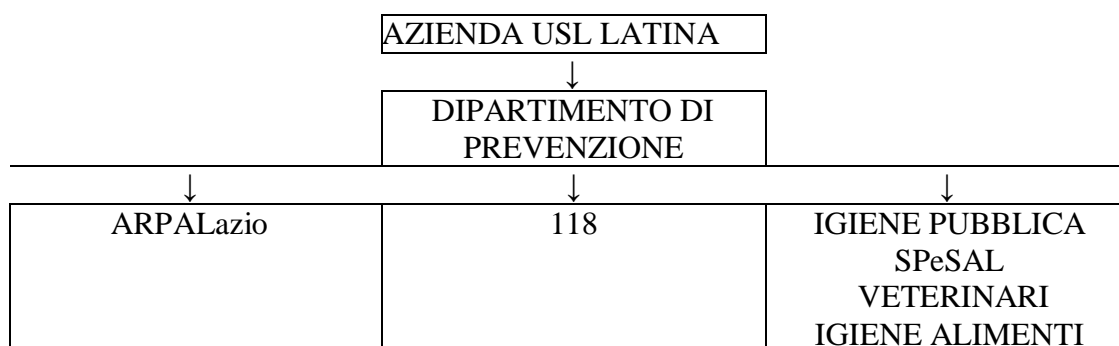 AZIENDA USL LATINA
↓
DIPARTIMENTO DI
PREVENZIONE
↓ ↓ ↓
ARPALazio 118 IGIENE PUBBLICA
SPeSAL
VETERINARI
IGIENE ALIMENTI